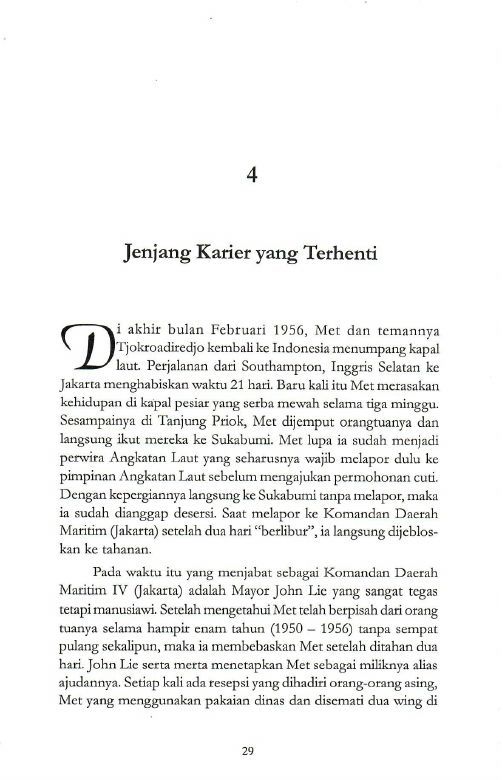 4
Jenjang Karier yang Terhenti
Di akhir bulan Februari 1956, Met dan temannya
Tjokroadiredjo kembali ke Indonesia menumpang kapal
laut. Perjalanan dari Southampton, Inggris Selatan ke
Jakarta menghabiskan waktu 21 hari. Baru kali itu Met merasakan
kehidupan di kapal pesiar yang serba mewah selama tiga minggu.
Sesampainya di Tanjung Priok, Met dijemput orangtuanya dan
langsung ikut mereka ke Sukabumi. Met lupa ia sudah menjadi
perwira Angkatan Laut yang seharusnya wajib melapor dulu ke
pimpinan Angkatan Laut sebelum mengajukan permohonan cuti.
Dengan kepergiannya langsung ke Sukabumi tanpa melapor, maka
ia sudah dianggap desersi. Saat melapor ke Komandan Daerah
Maritim (Jakarta) setelah dua hari “berlibur”, ia langsung dijeblos-
kan ke tahanan.
Pada waktu itu yang menjabat sebagai Komandan Daerah
Maritim IV (Jakarta) adalah Mayor John Lie yang sangat tegas
tetapi manusiawi. Setelah mengetahui Met telah berpisah dari orang
tuanya selama hampir enam tahun (1950 – 1956) tanpa sempat
pulang sekalipun, maka ia membebaskan Met setelah ditahan dua
hari. John Lie serta merta menetapkan Met sebagai miliknya alias
ajudannya. Setiap kali ada resepsi yang dihadiri orang-orang asing,
Met yang menggunakan pakaian dinas dan disemati dua wing di
29